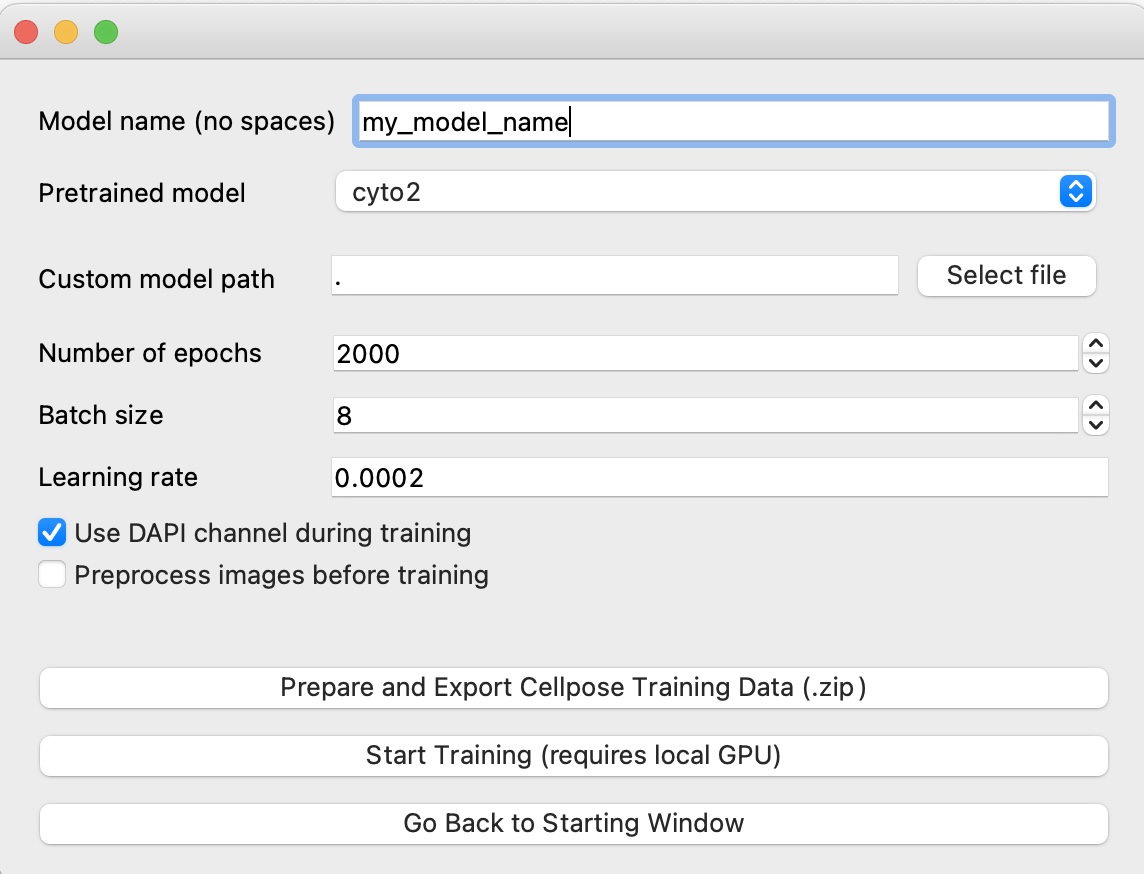 Model name (no spaces) my_model_name
Pretrained model cyto2
Custom model path . Select file
Number of epochs 2000
Batch size 8
Learning rate 0.0002
Use DAPI channel during training
Preprocess images before training
Prepare and Export Cellpose Training Data (.zip)
Start Training (requires local GPU)
Go Back to Starting Window